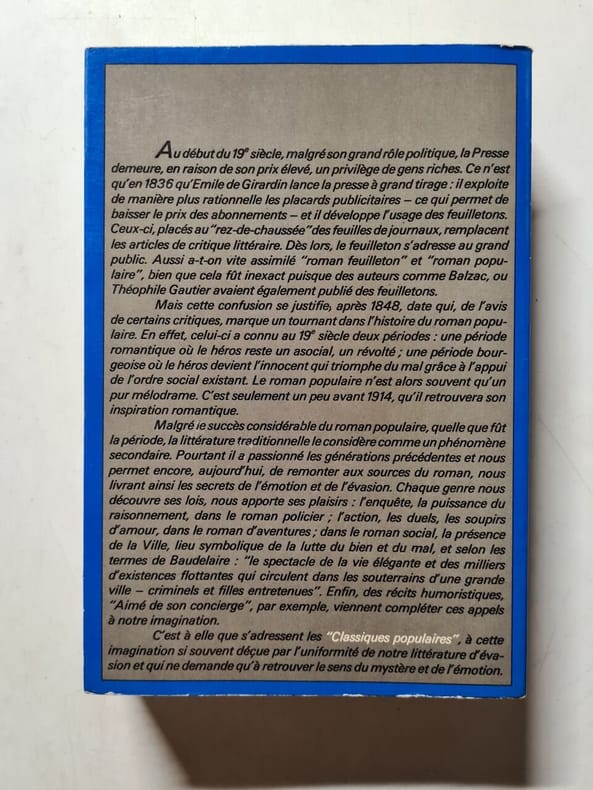 Au début du 19e siècle, malgré son grand rôle politique, la Presse
demeure, en raison de son prix élevé, un privilège de gens riches. Ce n'est
qu'en 1836 qu'Emile de Girardin lance la presse à grand tirage : il exploite
de manière plus rationnelle les placards publicitaires – ce qui permet de
baisser le prix des abonnements – et il développe l'usage des feuilletons.
Ceux-ci, placés au "rez-de-chaussée" des feuilles de journaux, remplacent
les articles de critique littéraire. Dès lors, le feuilleton s'adresse au grand
public. Aussi a-t-on vite assimilé "roman feuilleton" et "roman popu-
laire", bien que cela fût inexact puisque des auteurs comme Balzac, ou
Théophile Gautier avaient également publié des feuilletons.
Mais cette confusion se justifie, après 1848, date qui, de l'avis
de certains critiques, marque un tournant dans l'histoire du roman popu-
laire. En effet, celui-ci a connu au 19e siècle deux périodes : une période
romantique où le héros reste un asocial, un révolté ; une période bour-
geoise où le héros devient l'innocent qui triomphe du mal grâce à l'appui
de l'ordre social existant. Le roman populaire n'est alors souvent qu'un
pur mélodrame. C'est seulement un peu avant 1914, qu'il retrouvera son
inspiration romantique.
Malgré le succès considérable du roman populaire, quelle que fût
la période, la littérature traditionnelle le considère comme un phénomène
secondaire. Pourtant il a passionné les générations précédentes et nous
permet encore, aujourd'hui, de remonter aux sources du roman, nous
livrant ainsi les secrets de l'émotion et de l'évasion. Chaque genre nous
découvre ses lois, nous apporte ses plaisirs : l'enquête, la puissance du
raisonnement, dans le roman policier ; l'action, les duels, les soupirs
d'amour, dans le roman d'aventures ; dans le roman social, la présence
de la Ville, lieu symbolique de la lutte du bien et du mal, et selon les
termes de Baudelaire : "le spectacle de la vie élégante et des milliers
d'existences flottantes qui circulent dans les souterrains d'une grande
ville – criminels et filles entretenues". Enfin, des récits humoristiques,
"Aimé de son concierge", par exemple, viennent compléter ces appels
à notre imagination.
C'est à elle que s'adressent les "Classiques populaires", à cette
imagination si souvent déçue par l'uniformité de notre littérature d'éva-
sion et qui ne demande qu'à retrouver le sens du mystère et de l'émotion.